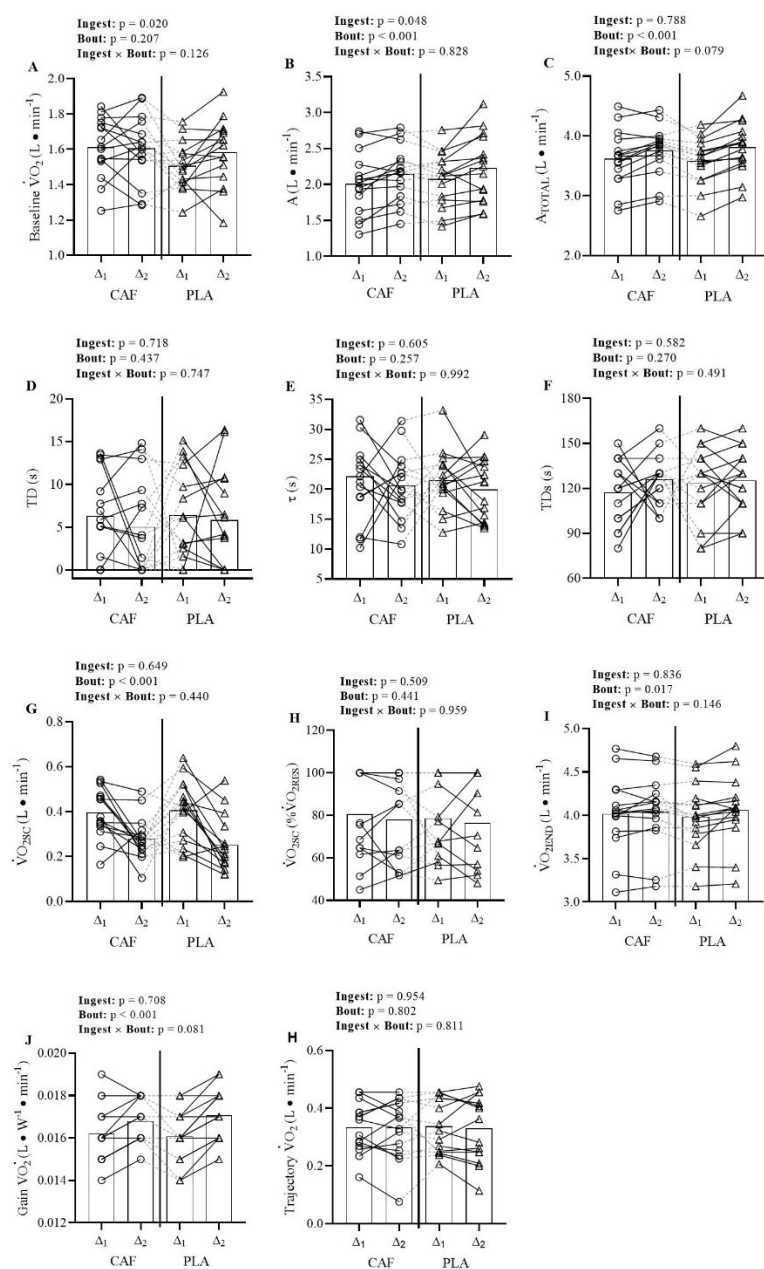 Ingest: p = 0.020
Bout: p = 0.207
Ingest × Bout: p = 0.126
A
Baseline V̇O₂ (L • min⁻¹)
2.0
1.8
1.6
1.4
1.2
1.0
Δ₁ Δ₂ Δ₁ Δ₂
CAF PLA
Ingest: p = 0.048
Bout: p < 0.001
Ingest × Bout: p = 0.828
B
A (L • min⁻¹)
3.5
3.0
2.5
2.0
1.5
1.0
Δ₁ Δ₂ Δ₁ Δ₂
CAF PLA
Ingest: p = 0.788
Bout: p < 0.001
Ingest× Bout: p = 0.079
C
A_TOTAL (L • min⁻¹)
5.0
4.0
3.0
2.0
Δ₁ Δ₂ Δ₁ Δ₂
CAF PLA
Ingest: p = 0.718
Bout: p = 0.437
Ingest × Bout: p = 0.747
D
TD (s)
20
15
10
5
0
Δ₁ Δ₂ Δ₁ Δ₂
CAF PLA
Ingest: p = 0.605
Bout: p = 0.257
Ingest × Bout: p = 0.992
E
τ (s)
35
30
25
20
15
10
5
Δ₁ Δ₂ Δ₁ Δ₂
CAF PLA
Ingest: p = 0.582
Bout: p = 0.270
Ingest × Bout: p = 0.491
F
TDs (s)
180
150
120
90
60
Δ₁ Δ₂ Δ₁ Δ₂
CAF PLA
Ingest: p = 0.649
Bout: p < 0.001
Ingest × Bout: p = 0.440
G
V̇O₂SC (L • min⁻¹)
0.8
0.6
0.4
0.2
0.0
Δ₁ Δ₂ Δ₁ Δ₂
CAF PLA
Ingest: p = 0.509
Bout: p = 0.441
Ingest × Bout: p = 0.959
H
V̇O₂SC (%V̇O₂RES)
120
100
80
60
40
Δ₁ Δ₂ Δ₁ Δ₂
CAF PLA
Ingest: p = 0.836
Bout: p = 0.017
Ingest × Bout: p = 0.146
I
V̇O₂END (L • min⁻¹)
5.0
4.5
4.0
3.5
3.0
Δ₁ Δ₂ Δ₁ Δ₂
CAF PLA
Ingest: p = 0.708
Bout: p < 0.001
Ingest × Bout: p = 0.081
J
Gain V̇O₂ (L • W⁻¹ • min⁻¹)
0.020
0.018
0.016
0.014
0.012
Δ₁ Δ₂ Δ₁ Δ₂
CAF PLA
Ingest: p = 0.954
Bout: p = 0.802
Ingest × Bout: p = 0.811
H
Trajectory V̇O₂ (L • min⁻¹)
0.6
0.4
0.2
0.0
Δ₁ Δ₂ Δ₁ Δ₂
CAF PLA